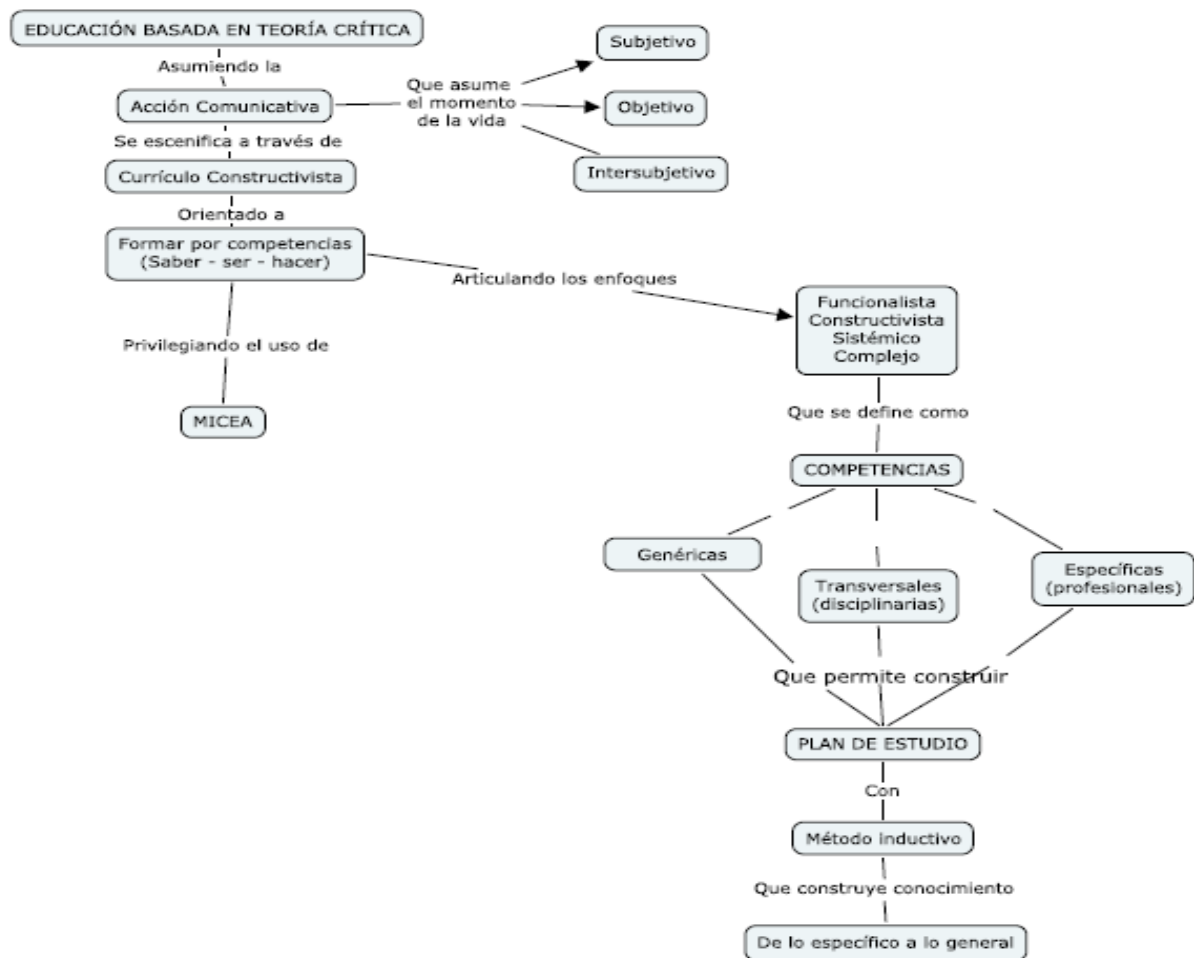 EDUCACIÓN BASADA EN TEORÍA CRÍTICA
Asumiendo la
Acción Comunicativa
Que asume
el momento
de la vida
Subjetivo
Objetivo
Intersubjetivo
Se escenifica a través de
Currículo Constructivista
Orientado a
Formar por competencias
(Saber - ser - hacer)
Privilegiando el uso de
MICEA
Articulando los enfoques
Funcionalista
Constructivista
Sistémico
Complejo
Que se define como
COMPETENCIAS
Genéricas
Transversales
(disciplinarias)
Específicas
(profesionales)
Que permite construir
PLAN DE ESTUDIO
Con
Método inductivo
Que construye conocimiento
De lo específico a lo general